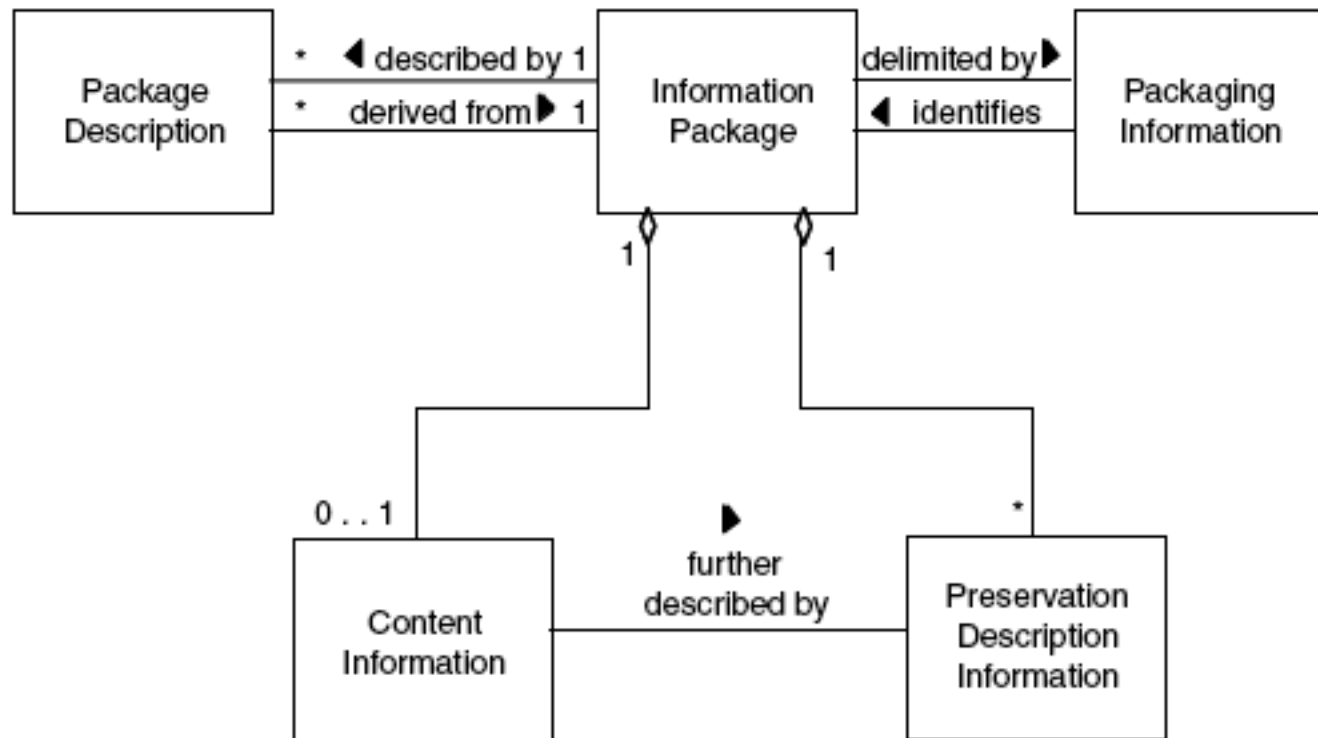 Package
Description
* described by 1
* derived from 1
Information
Package
delimited by
identifies
Packaging
Information
1
1
0 . . 1
*
further
described by
Content
Information
Preservation
Description
Information